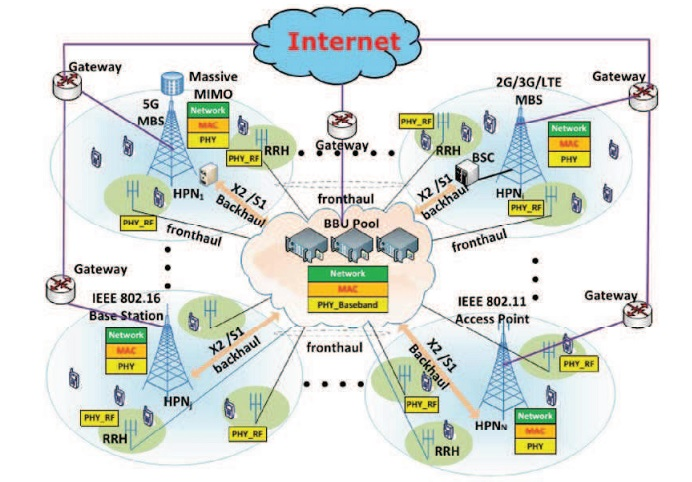 Internet
Gateway
Massive
MIMO
5G
MBS
Network
MAC
PHY
RRH
PHY_RF
HPN1
PHY_RF
X2 /S1
Backhaul
fronthaul
Gateway
fronthaul
2G/3G/LTE
MBS
Gateway
PHY_RF
RRH
BSC
Network
MAC
PHY
HPNi
PHY_RF
X2 /S1
backhaul
fronthaul
BBU Pool
Network
MAC
PHY_Baseband
Gateway
IEEE 802.16
Base Station
Network
MAC
PHY
HPNj
X2 /S1
backhaul
PHY_RF
RRH
PHY_RF
fronthaul
IEEE 802.11
Access Point
Gateway
X2 /S1
Backhaul
PHY_RF
PHY_RF
RRH
HPNN
Network
MAC
PHY